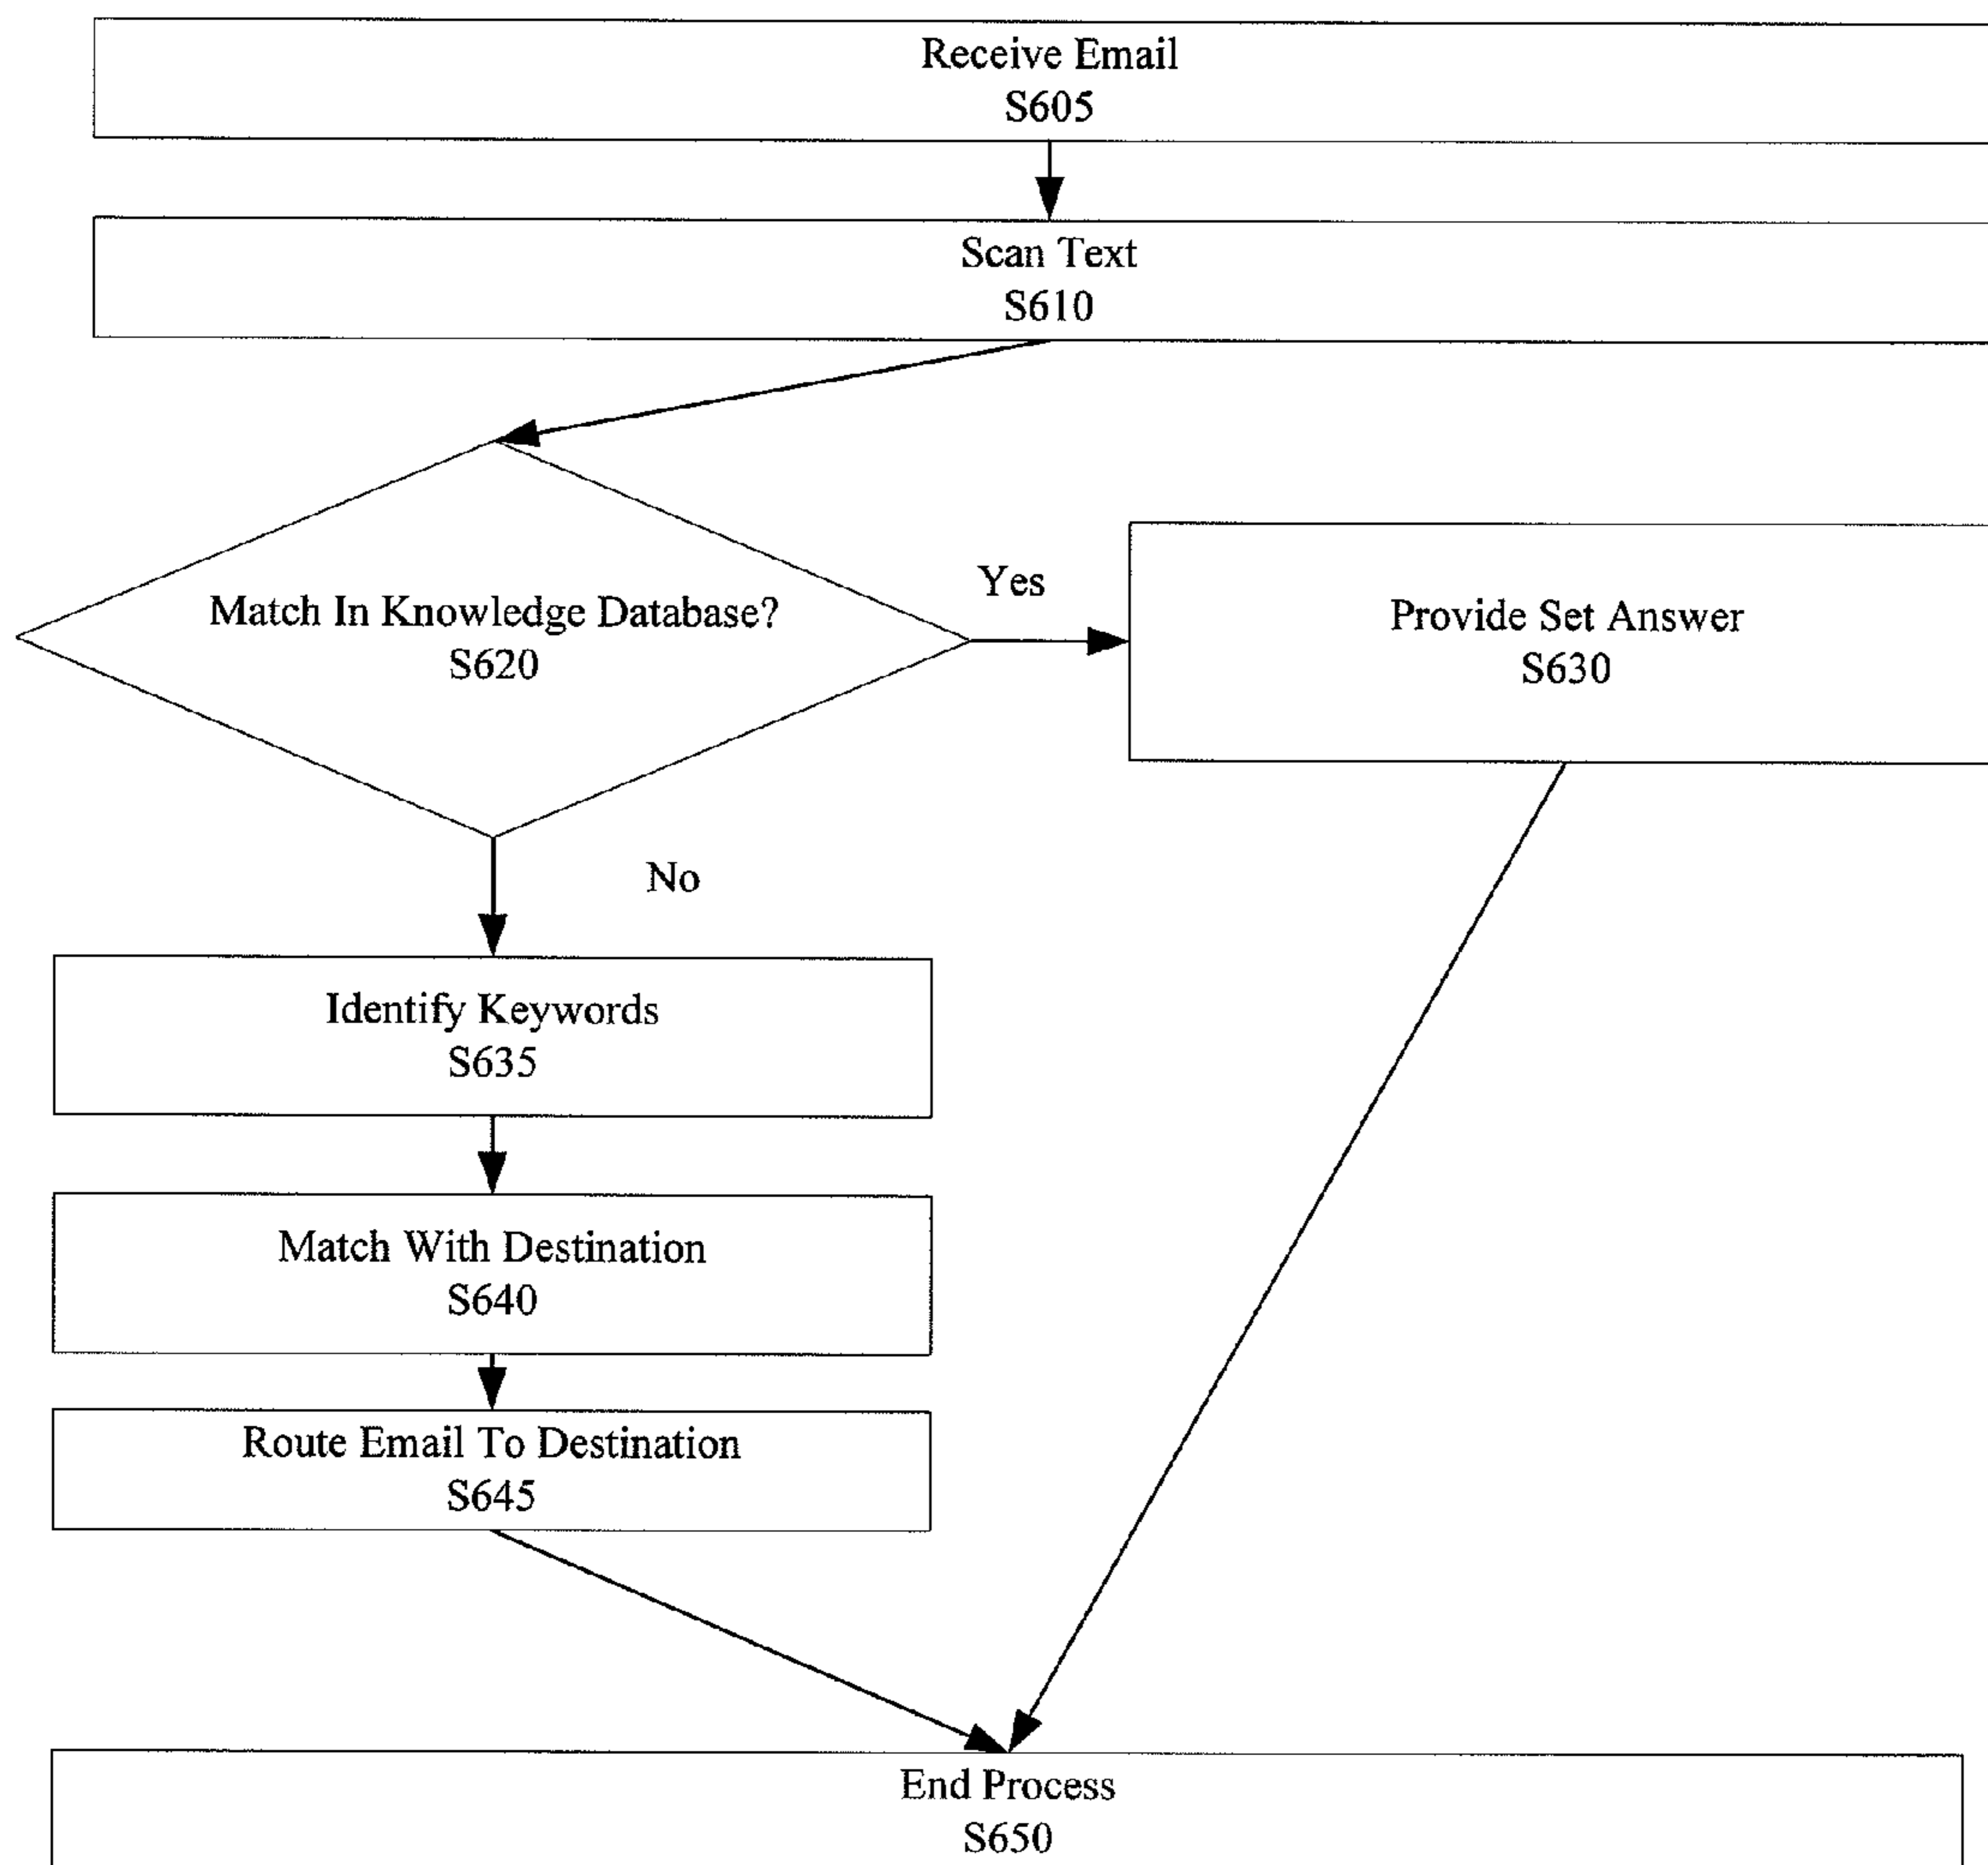 Receive Email
S605
Scan Text
S610
Match In Knowledge Database?
S620
Yes
Provide Set Answer
S630
No
Identify Keywords
S635
Match With Destination
S640
Route Email To Destination
S645
End Process
S650